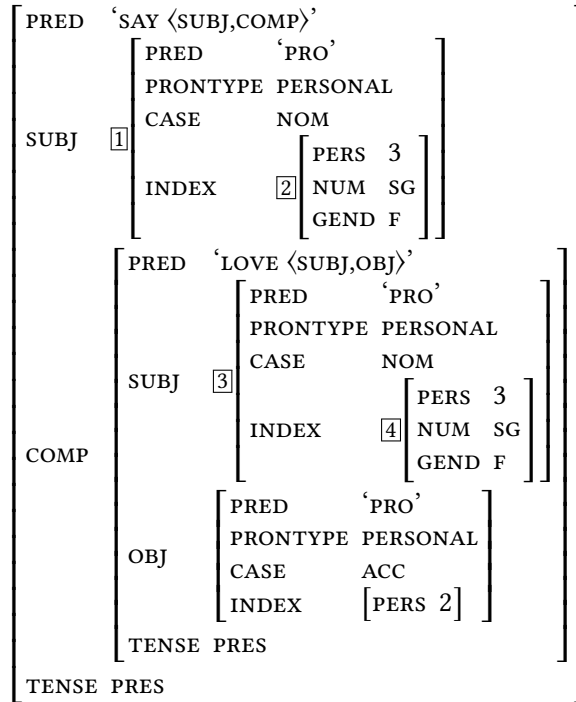 PRED ‘SAY ⟨SUBJ,COMP⟩’
PRED ‘PRO’
PRONTYPE PERSONAL
CASE NOM
SUBJ 1
PERS 3
INDEX 2 NUM SG
GEND F
PRED ‘LOVE ⟨SUBJ,OBJ⟩’
PRED ‘PRO’
PRONTYPE PERSONAL
CASE NOM
SUBJ 3
PERS 3
INDEX 4 NUM SG
GEND F
COMP
PRED ‘PRO’
PRONTYPE PERSONAL
OBJ
CASE ACC
INDEX [PERS 2]
TENSE PRES
TENSE PRES